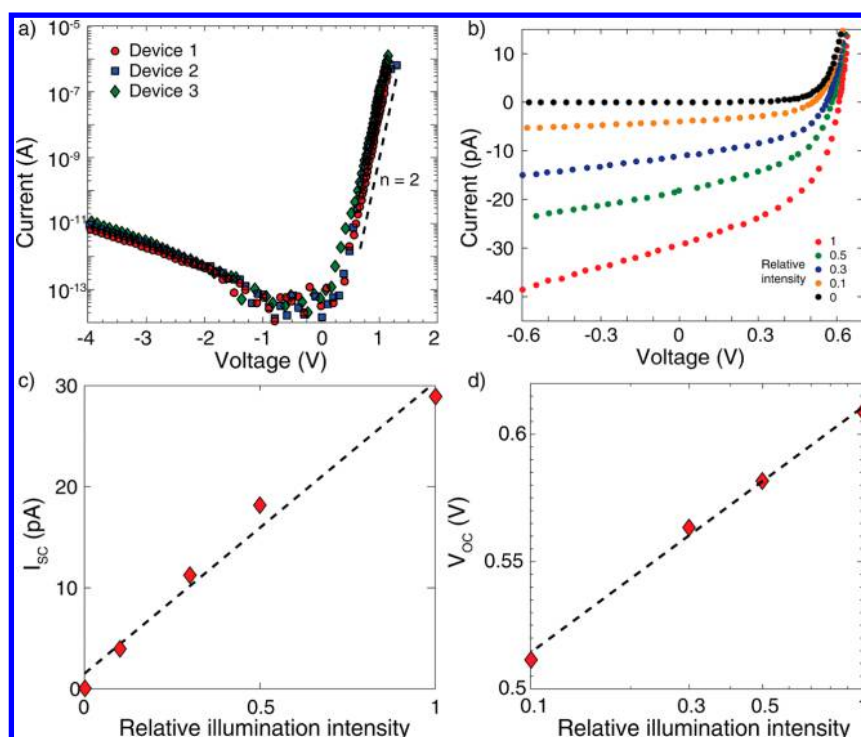 a)
10⁻⁵
10⁻⁶
10⁻⁷
10⁻⁹
10⁻¹¹
10⁻¹³
Current (A)
Device 1
Device 2
Device 3
n = 2
-4
-3
-2
-1
0
1
2
Voltage (V)
b)
10
0
-10
-20
-30
-40
Current (pA)
Relative
intensity
1
0.5
0.3
0.1
0
-0.6
-0.3
0
0.3
0.6
Voltage (V)
c)
30
20
10
0
I_SC (pA)
0
0.5
1
Relative illumination intensity
d)
0.6
0.55
0.5
V_OC (V)
0.1
0.3
0.5
1
Relative illumination intensity